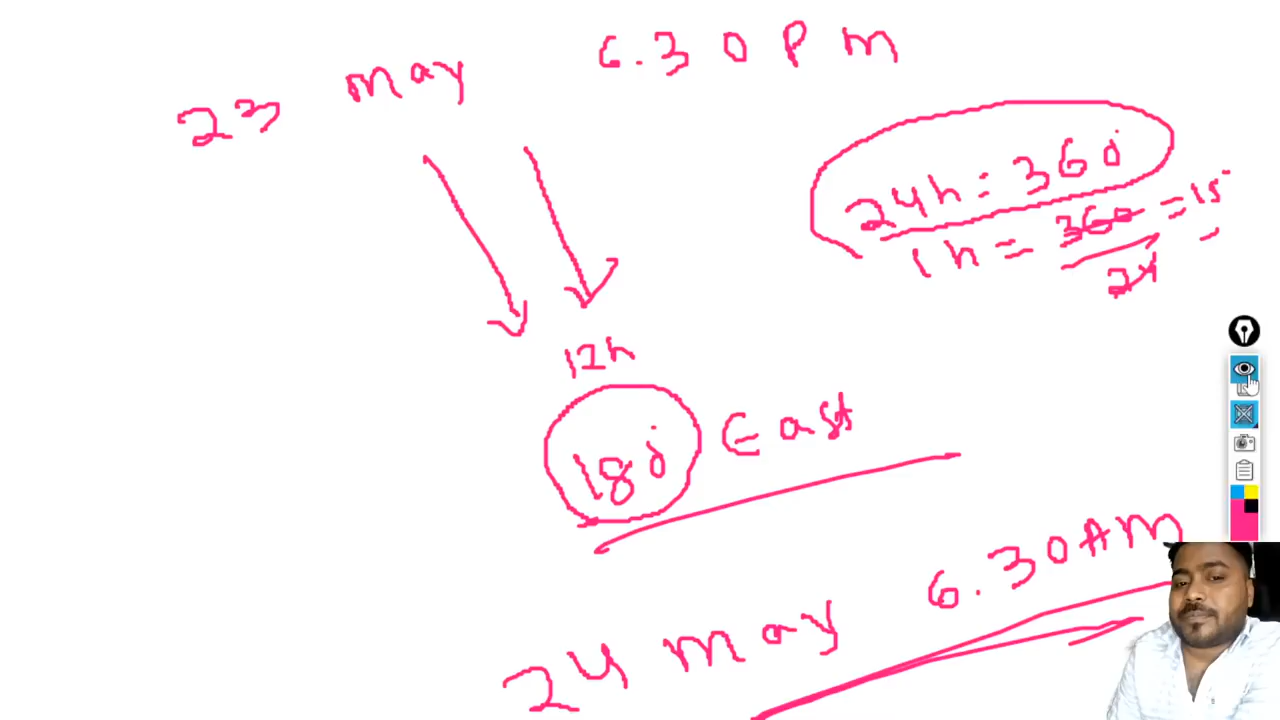 23 may 6.30 PM
24h = 360°
1h = 360/24 = 15°
12h
180° East
24 may 6.30 AM